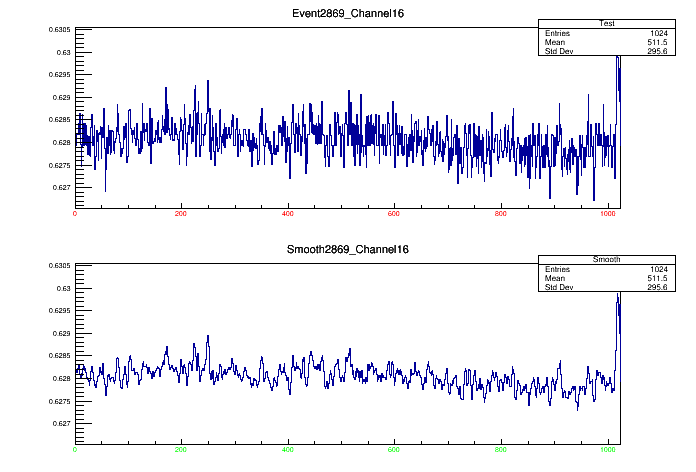 Event2869_Channel16
Test
Entries 1024
Mean 511.5
Std Dev 295.6
0.6305
0.63
0.6295
0.629
0.6285
0.628
0.6275
0.627
0 200 400 600 800 1000
Smooth2869_Channel16
Smooth
Entries 1024
Mean 511.5
Std Dev 295.6
0.6305
0.63
0.6295
0.629
0.6285
0.628
0.6275
0.627
0 200 400 600 800 1000